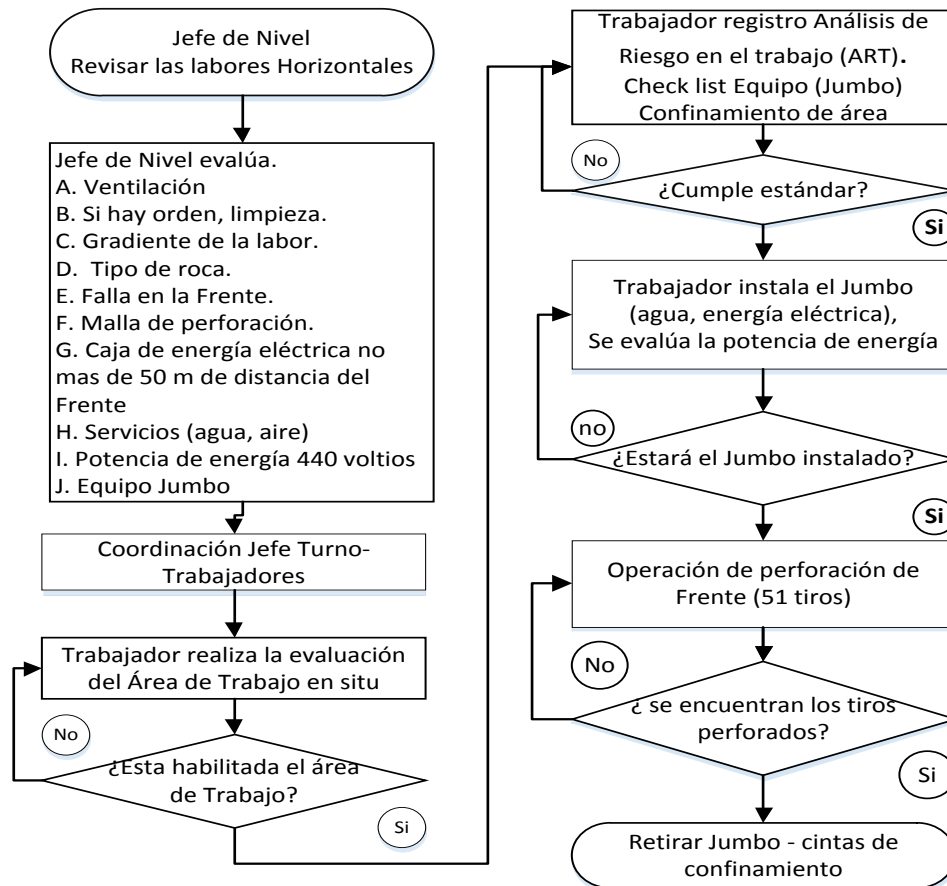 Jefe de Nivel
Revisar las labores Horizontales
Jefe de Nivel evalúa.
A. Ventilación
B. Si hay orden, limpieza.
C. Gradiente de la labor.
D. Tipo de roca.
E. Falla en la Frente.
F. Malla de perforación.
G. Caja de energía eléctrica no
mas de 50 m de distancia del
Frente
H. Servicios (agua, aire)
I. Potencia de energía 440 voltios
J. Equipo Jumbo
Coordinación Jefe Turno-
Trabajadores
Trabajador realiza la evaluación
del Área de Trabajo en situ
No
¿Esta habilitada el área
de Trabajo?
Si
Trabajador registro Análisis de
Riesgo en el trabajo (ART).
Check list Equipo (Jumbo)
Confinamiento de área
No
¿Cumple estándar?
Si
Trabajador instala el Jumbo
(agua, energía eléctrica),
Se evalúa la potencia de energía
no
¿Estará el Jumbo instalado?
Si
Operación de perforación de
Frente (51 tiros)
No
¿ se encuentran los tiros
perforados?
Si
Retirar Jumbo - cintas de
confinamiento